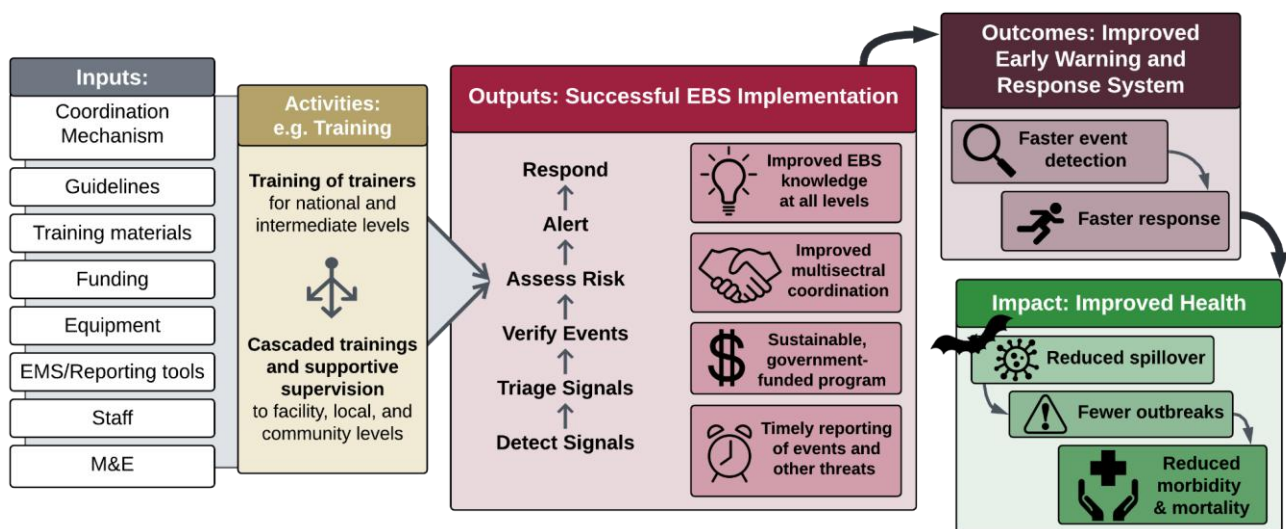 Inputs:
Coordination
Mechanism
Guidelines
Training materials
Funding
Equipment
EMS/Reporting tools
Staff
M&E
Activities:
e.g. Training
Training of trainers
for national and
intermediate levels
Cascaded trainings
and supportive
supervision
to facility, local, and
community levels
Outputs: Successful EBS Implementation
Respond
Alert
Assess Risk
Verify Events
Triage Signals
Detect Signals
Improved EBS
knowledge
at all levels
Improved
multisectral
coordination
$
Sustainable,
government-
funded program
Timely reporting
of events and
other threats
Outcomes: Improved
Early Warning and
Response System
Faster event
detection
Faster response
Impact: Improved Health
Reduced spillover
Fewer outbreaks
Reduced
morbidity
& mortality